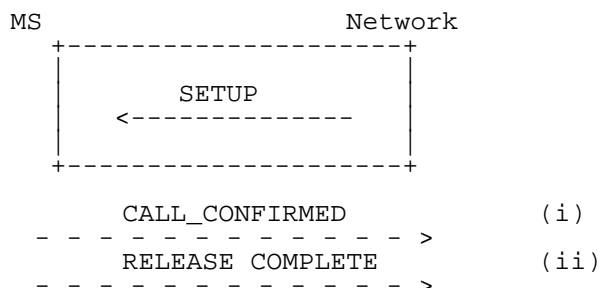 MS Network
SETUP
CALL_CONFIRMED (i)
RELEASE COMPLETE (ii)